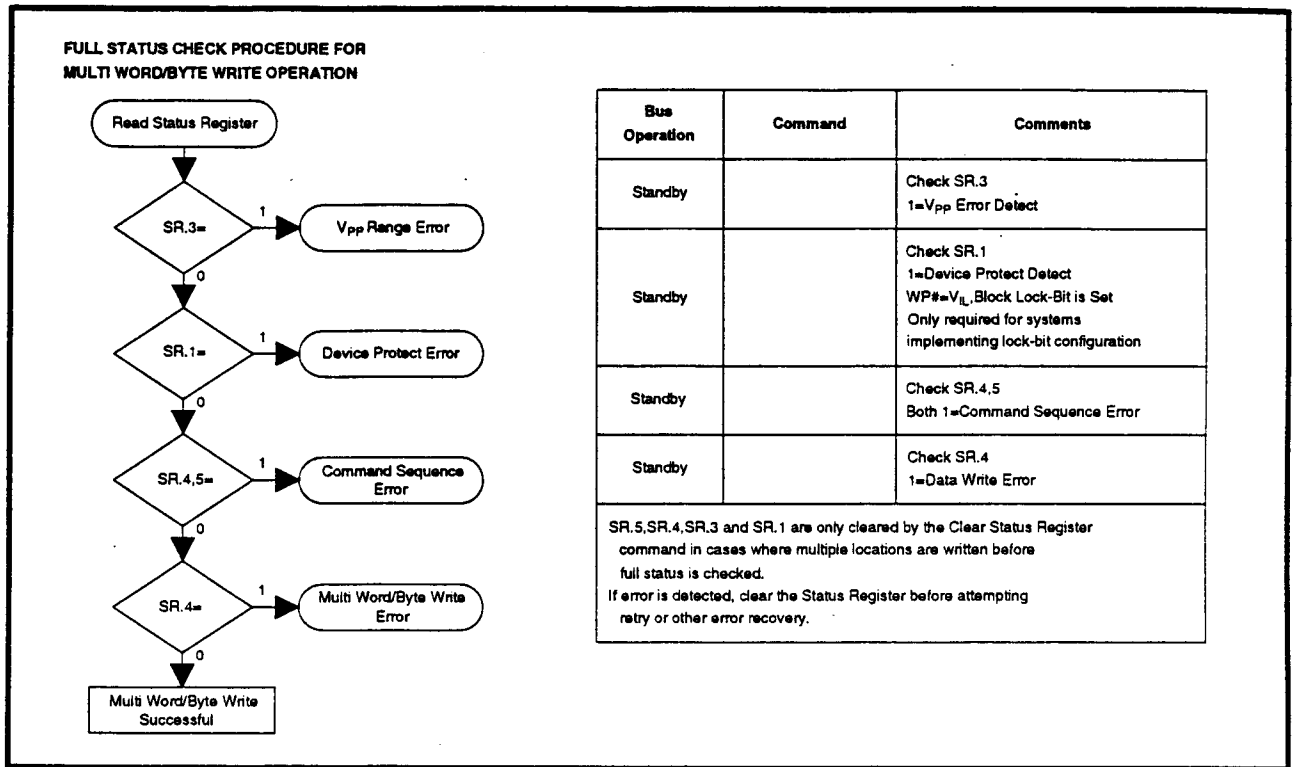 FULL STATUS CHECK PROCEDURE FOR
MULTI WORD/BYTE WRITE OPERATION
Read Status Register
SR.3=
1
VPP Range Error
0
SR.1=
1
Device Protect Error
0
SR.4,5=
1
Command Sequence
Error
0
SR.4=
1
Multi Word/Byte Write
Error
0
Multi Word/Byte Write
Successful
Bus
Operation
Command
Comments
Standby
Check SR.3
1=VPP Error Detect
Standby
Check SR.1
1=Device Protect Detect
WP#=VIL,Block Lock-Bit is Set
Only required for systems
implementing lock-bit configuration
Standby
Check SR.4,5
Both 1=Command Sequence Error
Standby
Check SR.4
1=Data Write Error
SR.5,SR.4,SR.3 and SR.1 are only cleared by the Clear Status Register
command in cases where multiple locations are written before
full status is checked.
If error is detected, clear the Status Register before attempting
retry or other error recovery.